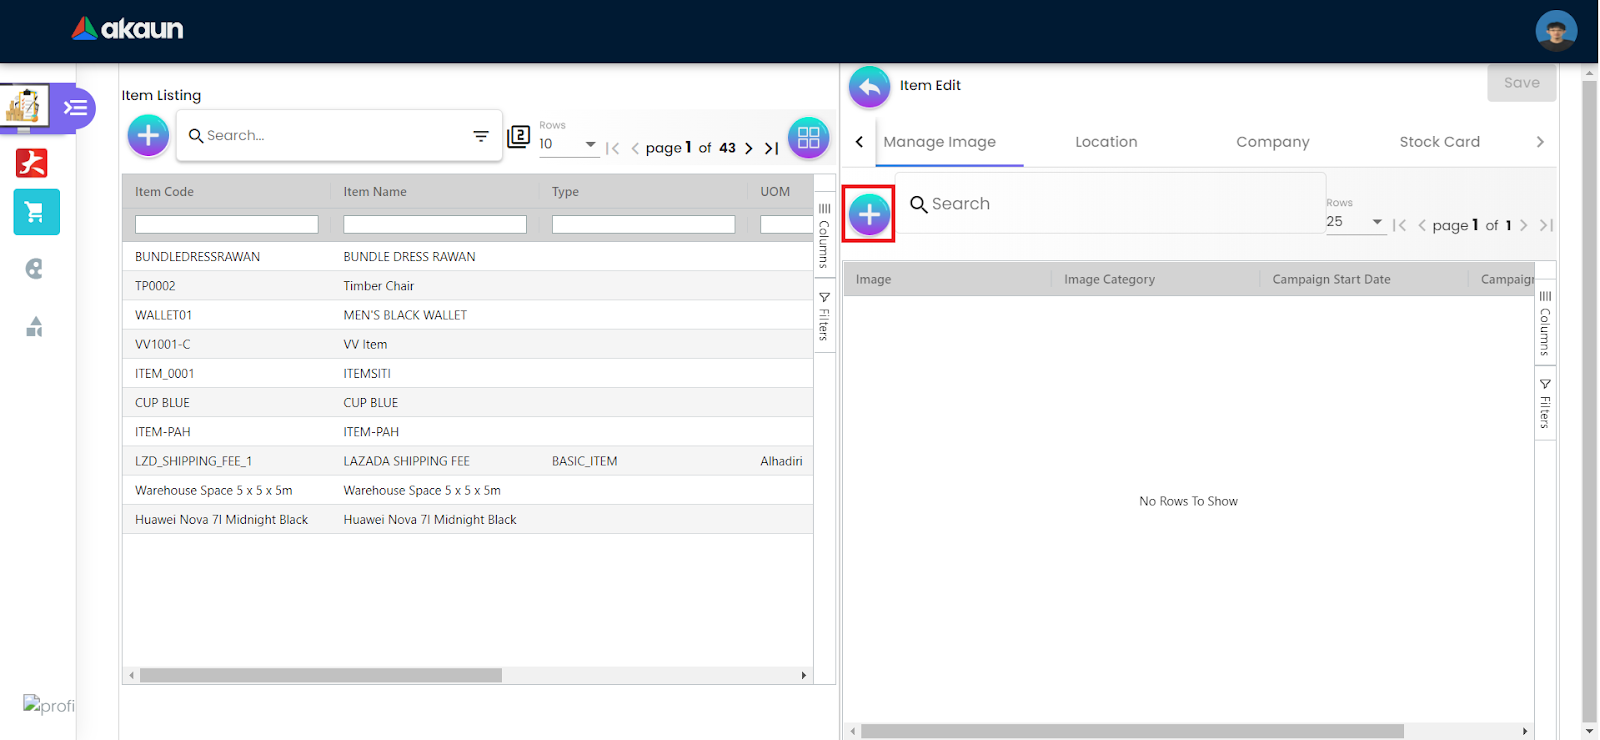 akaun
Item Listing
Search...
2
Rows
10
page 1 of 43
Item Code Item Name Type UOM
BUNDLEDRESSRAWAN BUNDLE DRESS RAWAN
TP0002 Timber Chair
WALLET01 MEN'S BLACK WALLET
VV1001-C VV Item
ITEM_0001 ITEMSITI
CUP BLUE CUP BLUE
ITEM-PAH ITEM-PAH
LZD_SHIPPING_FEE_1 LAZADA SHIPPING FEE BASIC_ITEM Alhadiri
Warehouse Space 5 x 5 x 5m Warehouse Space 5 x 5 x 5m
Huawei Nova 7I Midnight Black Huawei Nova 7I Midnight Black
Columns
Filters
profi
Item Edit
Save
Manage Image Location Company Stock Card
Search
Rows
25
page 1 of 1
Image Image Category Campaign Start Date Campaign
No Rows To Show
Columns
Filters